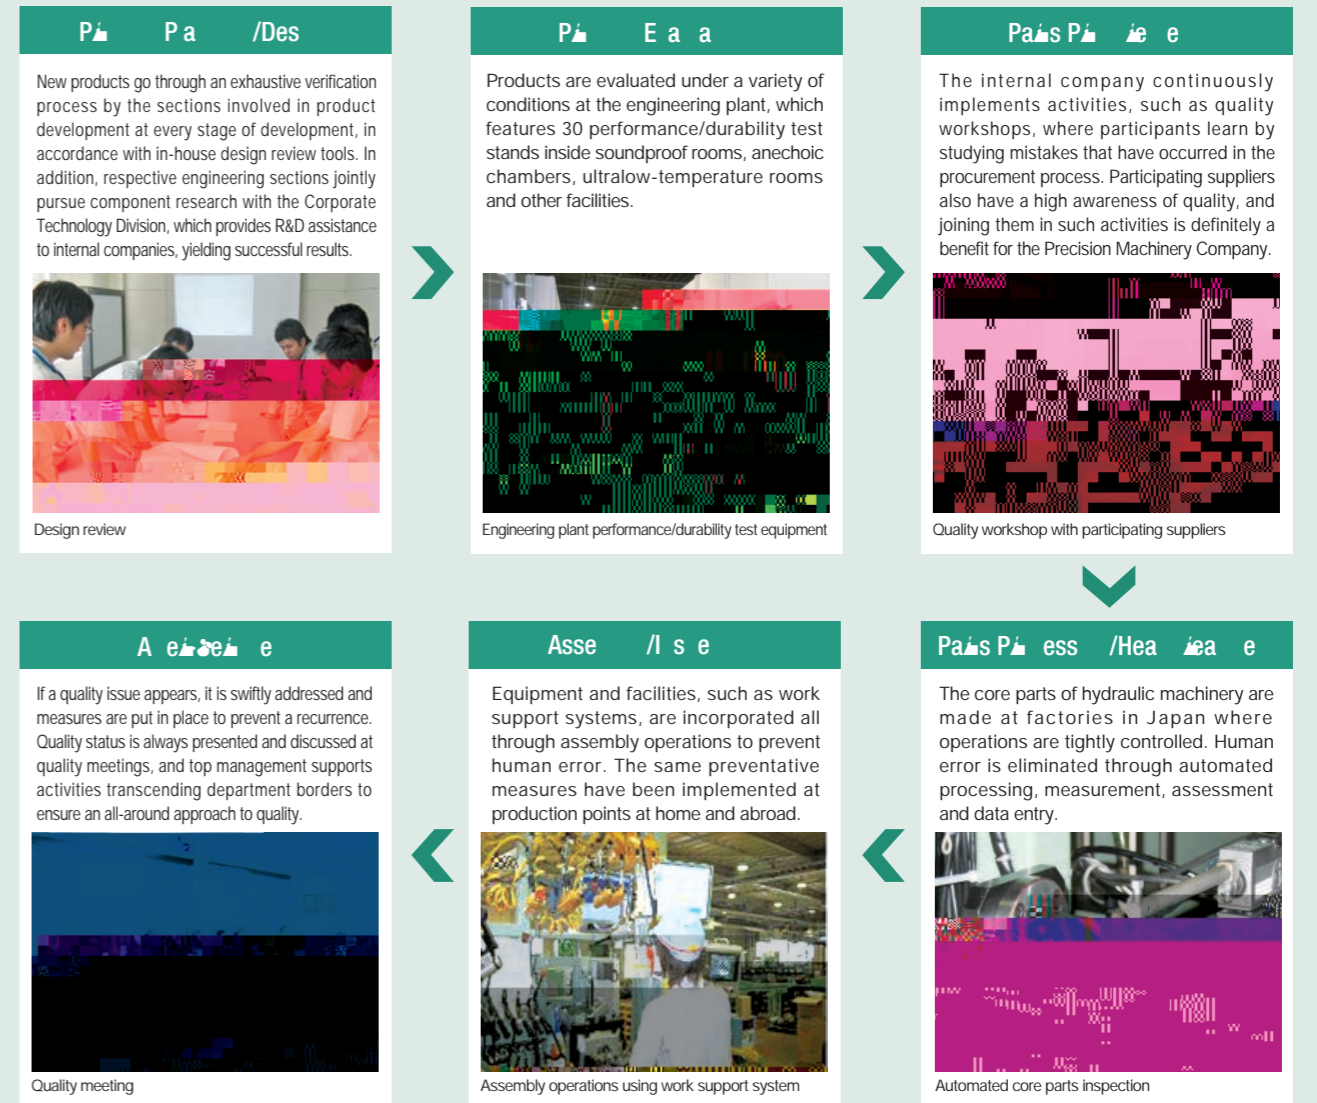 /Des
New products go through an exhaustive verification
process by the sections involved in product
development at every stage of development, in
accordance with in-house design review tools. In
addition, respective engineering sections jointly
pursue component research with the Corporate
Technology Division, which provides R&D assistance
to internal companies, yielding successful results.
Design review
Products are evaluated under a variety of
conditions at the engineering plant, which
features 30 performance/durability test
stands inside soundproof rooms, anechoic
chambers, ultralow-temperature rooms
and other facilities.
Engineering plant performance/durability test equipment
The internal company continuously
implements activities, such as quality
workshops, where participants learn by
studying mistakes that have occurred in the
procurement process. Participating suppliers
also have a high awareness of quality, and
joining them in such activities is definitely a
benefit for the Precision Machinery Company.
Quality workshop with participating suppliers
ess /Hea
The core parts of hydraulic machinery are
made at factories in Japan where
operations are tightly controlled. Human
error is eliminated through automated
processing, measurement, assessment
and data entry.
Automated core parts inspection
Asse /I s e
Equipment and facilities, such as work
support systems, are incorporated all
through assembly operations to prevent
human error. The same preventative
measures have been implemented at
production points at home and abroad.
Assembly operations using work support system
If a quality issue appears, it is swiftly addressed and
measures are put in place to prevent a recurrence.
Quality status is always presented and discussed at
quality meetings, and top management supports
activities transcending department borders to
ensure an all-around approach to quality.
Quality meeting